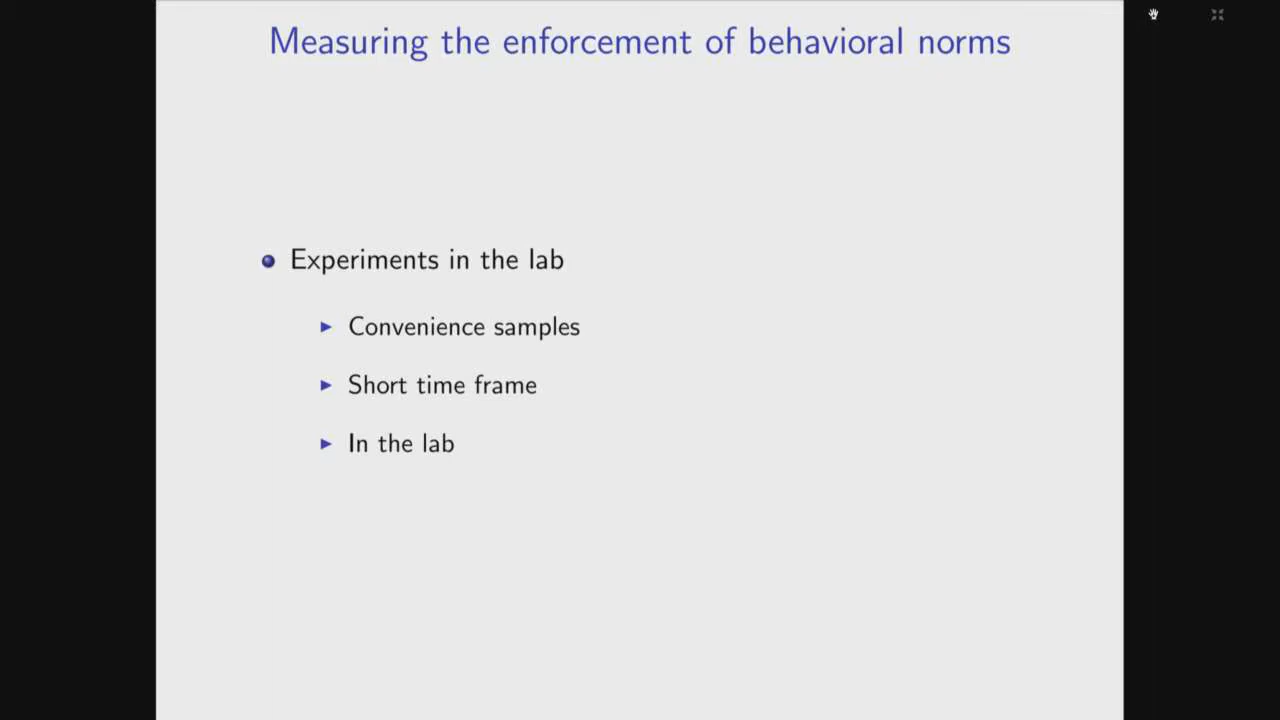 Measuring the enforcement of behavioral norms
Experiments in the lab
Convenience samples
Short time frame
In the lab